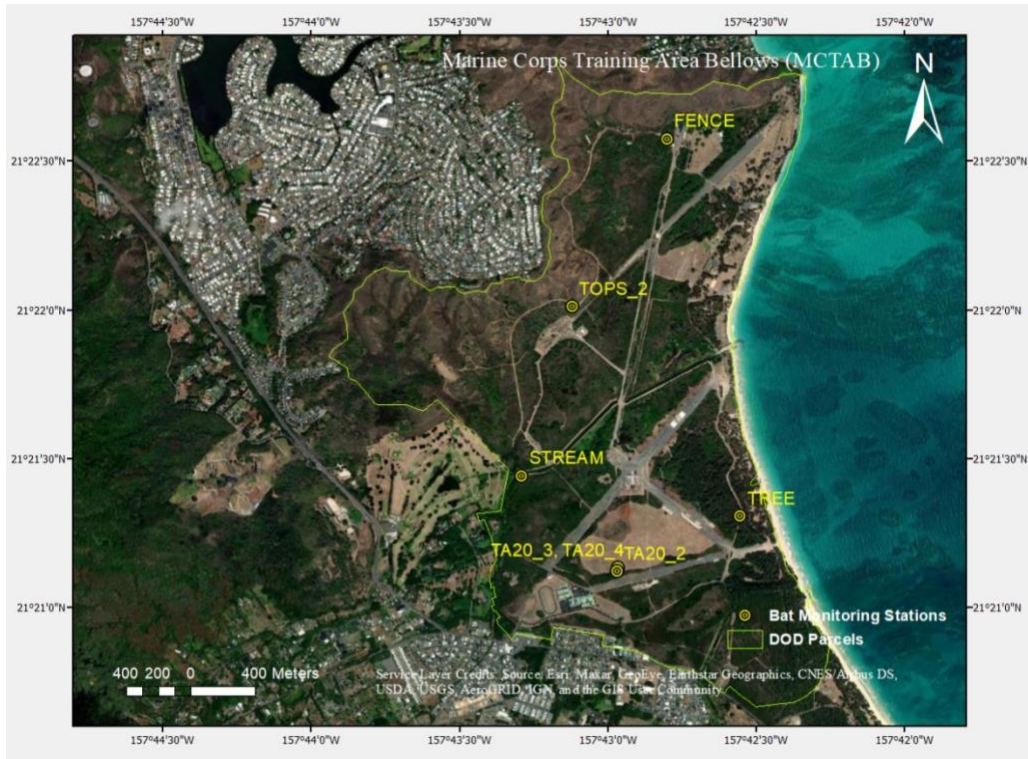 157°44'30"W 157°44'0"W 157°43'30"W 157°43'0"W 157°42'30"W 157°42'0"W
Marine Corps Training Area Bellows (MCTAB)
N
FENCE
21°22'30"N 21°22'30"N
TOPS_2
21°22'0"N 21°22'0"N
STREAM
21°21'30"N 21°21'30"N
TREE
TA20_3, TA20_4 TA20_2
21°21'0"N 21°21'0"N
Bat Monitoring Stations
DOD Parcels
400 200 0 400 Meters
Service Layer Credits: Source: Esri, Maxar, GeoEye, Earthstar Geographics, CNES/Airbus DS,
USDA, USGS, AeroGRID, IGN, and the GIS User Community
157°44'30"W 157°44'0"W 157°43'30"W 157°43'0"W 157°42'30"W 157°42'0"W